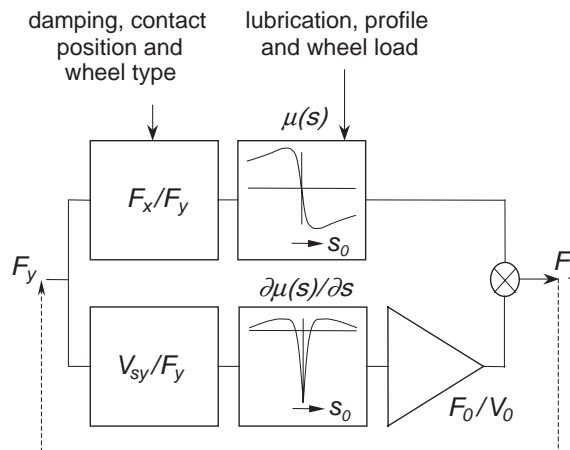 damping, contact
position and
wheel type
lubrication, profile
and wheel load
μ(s)
F_x/F_y
s_0
F_y
F
∂μ(s)/∂s
V_sy/F_y
s_0
F_0/V_0